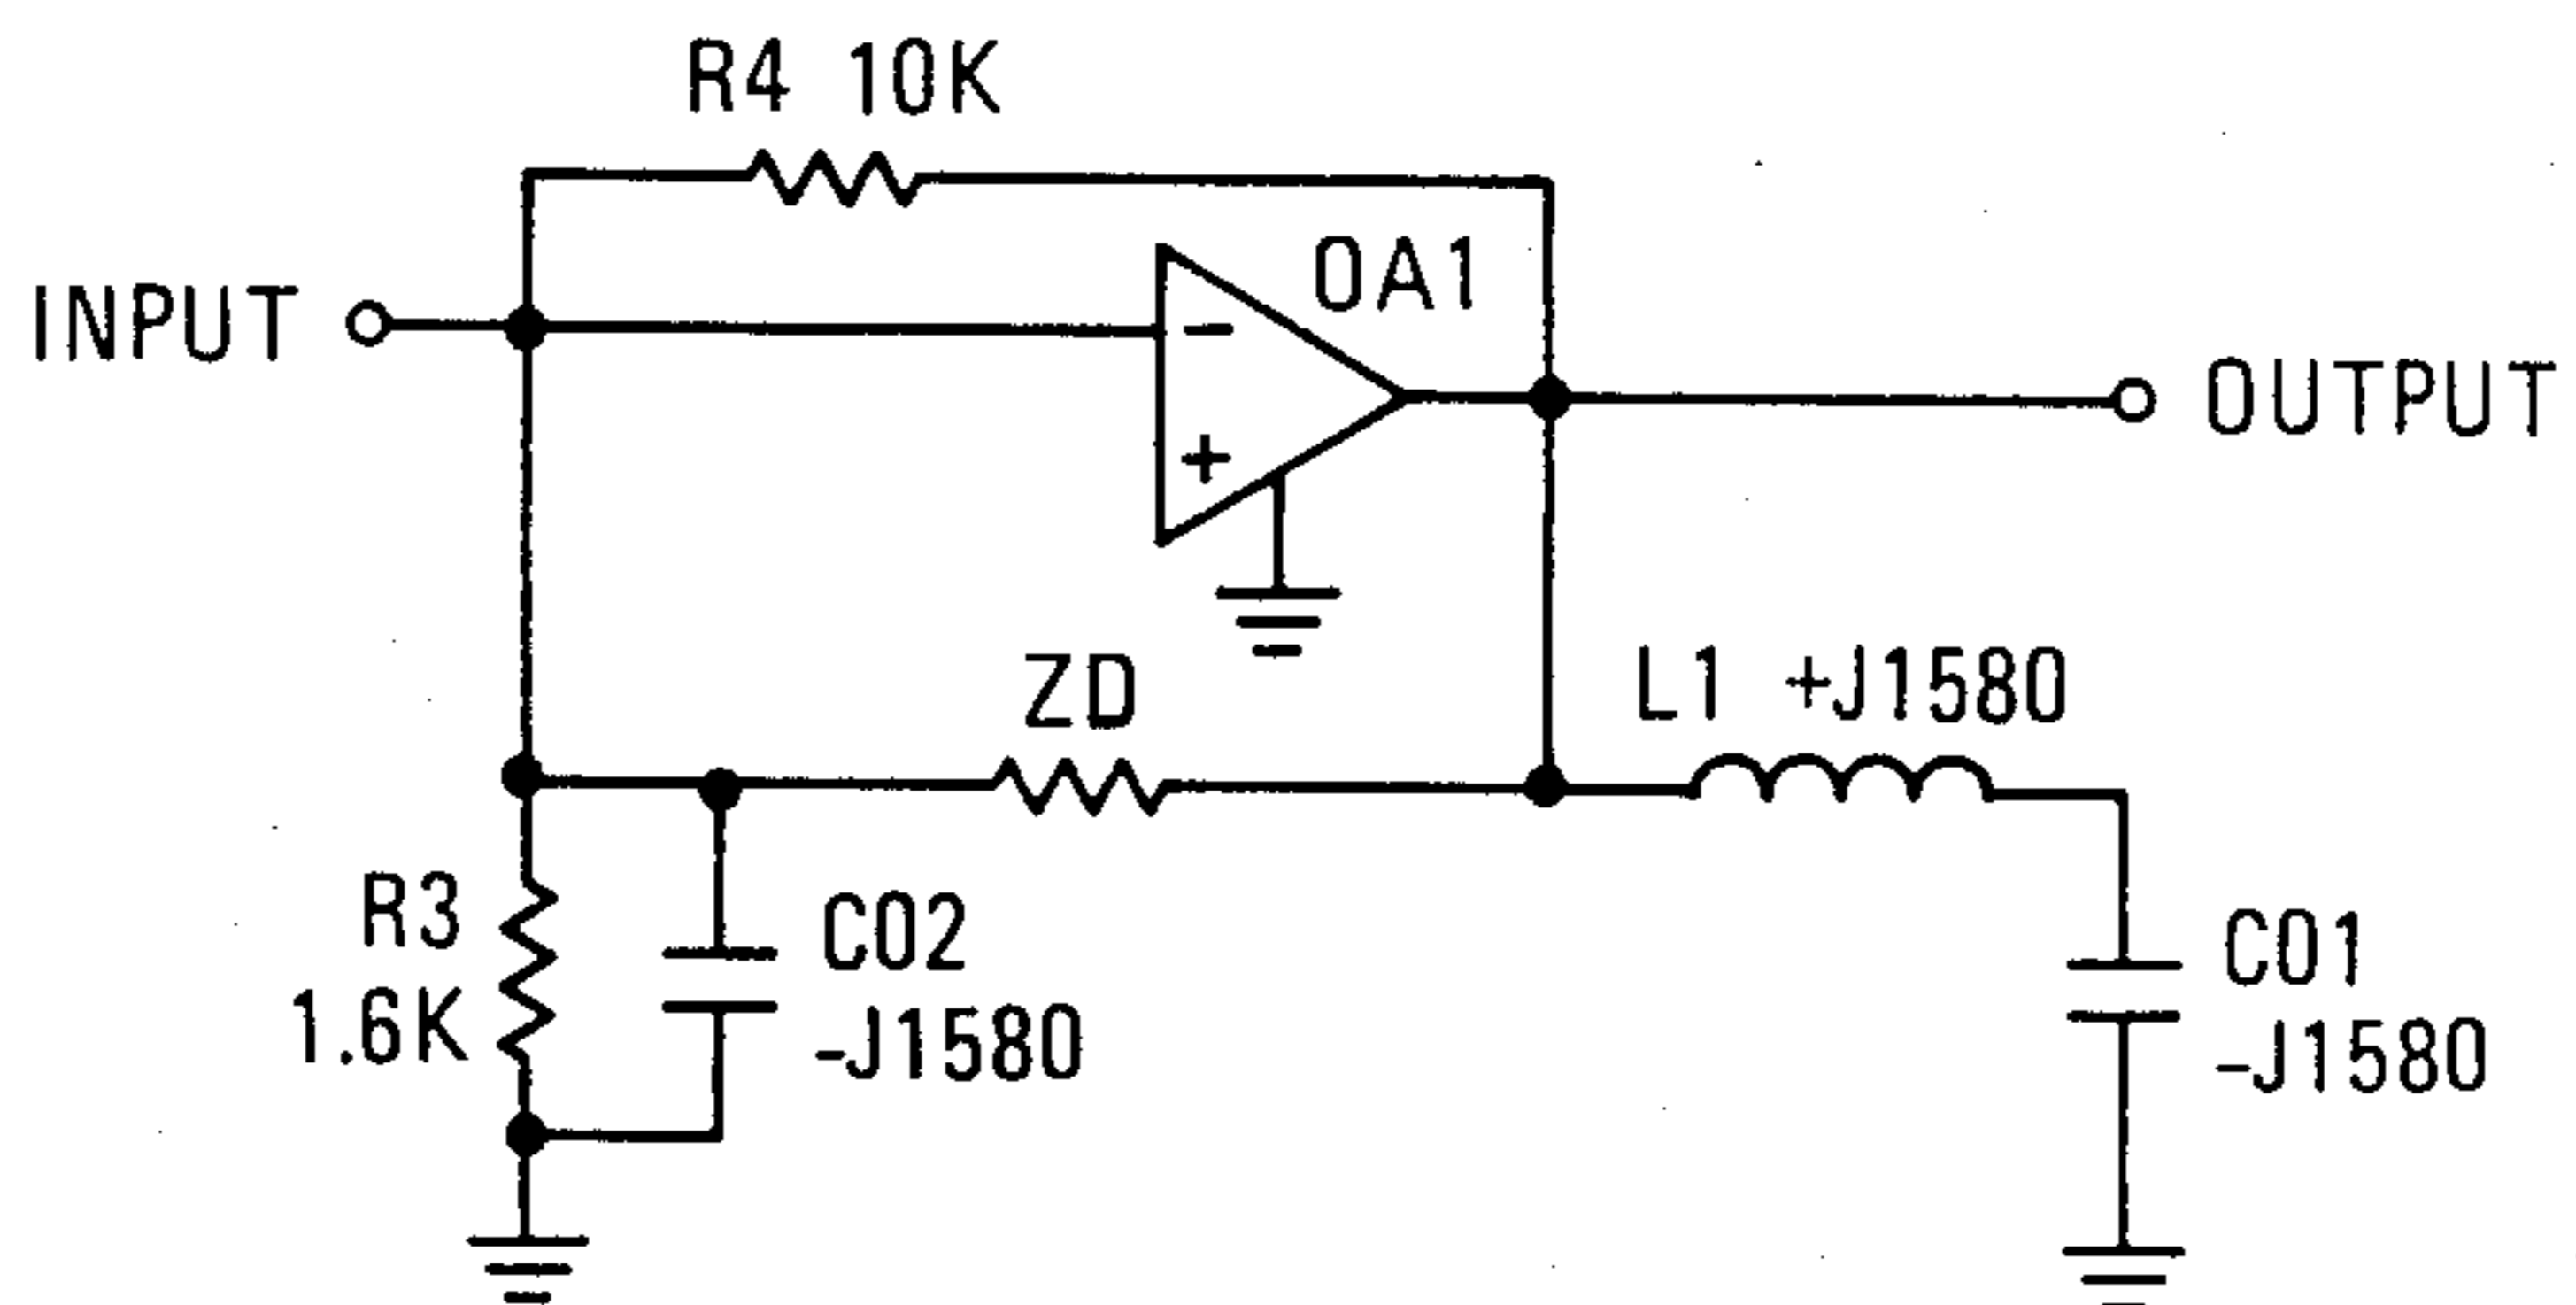 R4 10K
INPUT
OA1
-
+
OUTPUT
ZD
L1 +J1580
R3
1.6K
C02
-J1580
C01
-J1580